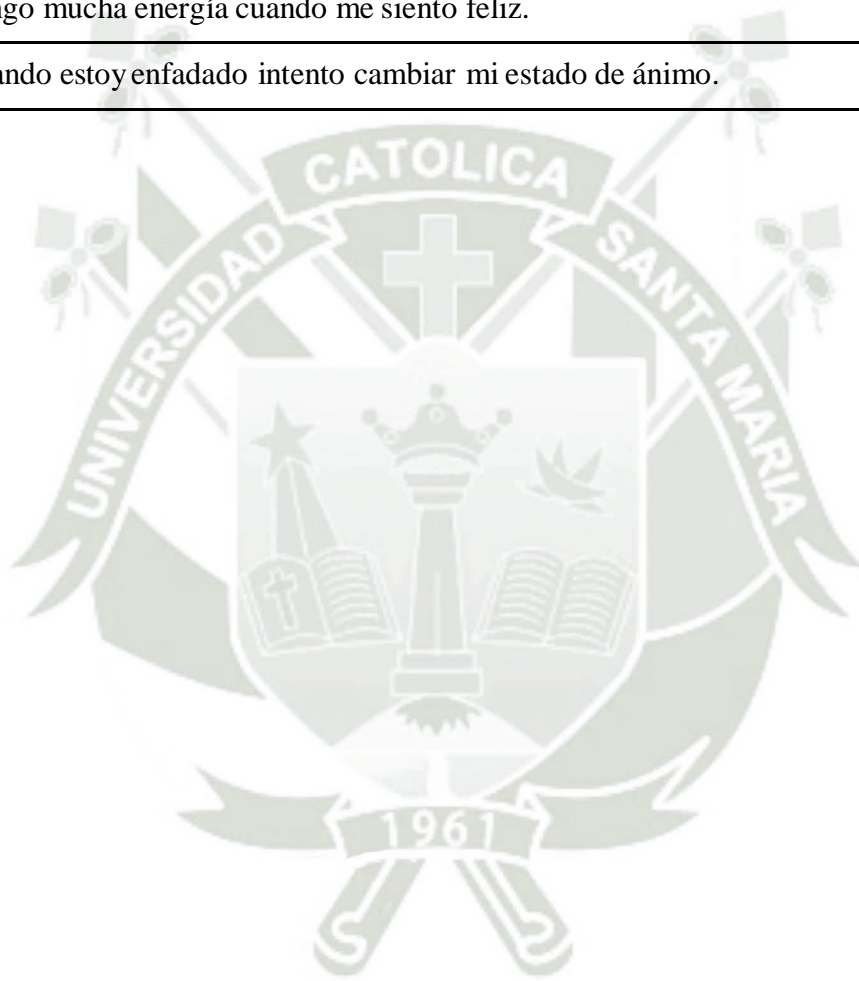 ngo mucha energía cuando me siento feliz.
ando estoy enfadado intento cambiar mi estado de ánimo.
CATOLICA
UNIVERSIDAD
SANTA MARIA
1961